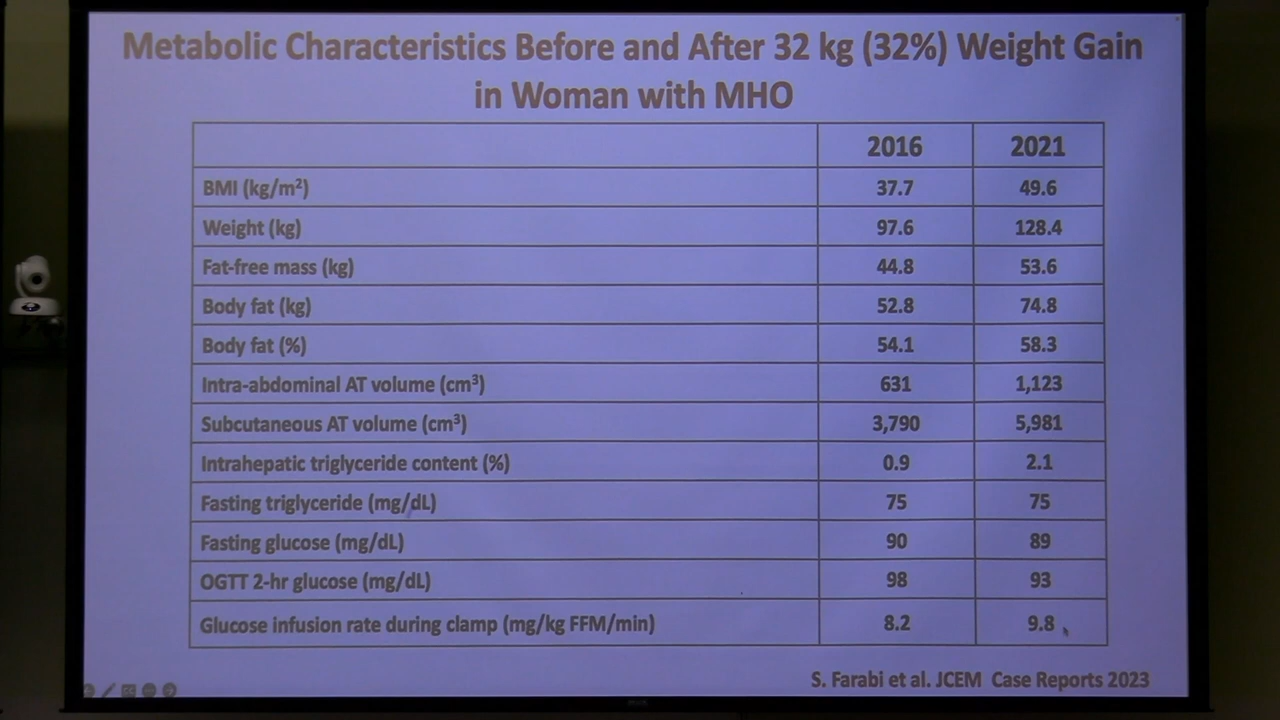 Metabolic Characteristics Before and After 32 kg (32%) Weight Gain
in Woman with MHO
2016 2021
BMI (kg/m²) 37.7 49.6
Weight (kg) 97.6 128.4
Fat-free mass (kg) 44.8 53.6
Body fat (kg) 52.8 74.8
Body fat (%) 54.1 58.3
Intra-abdominal AT volume (cm³) 631 1,123
Subcutaneous AT volume (cm³) 3,790 5,981
Intrahepatic triglyceride content (%) 0.9 2.1
Fasting triglyceride (mg/dL) 75 75
Fasting glucose (mg/dL) 90 89
OGTT 2-hr glucose (mg/dL) 98 93
Glucose infusion rate during clamp (mg/kg FFM/min) 8.2 9.8
S. Farabi et al. JCEM Case Reports 2023